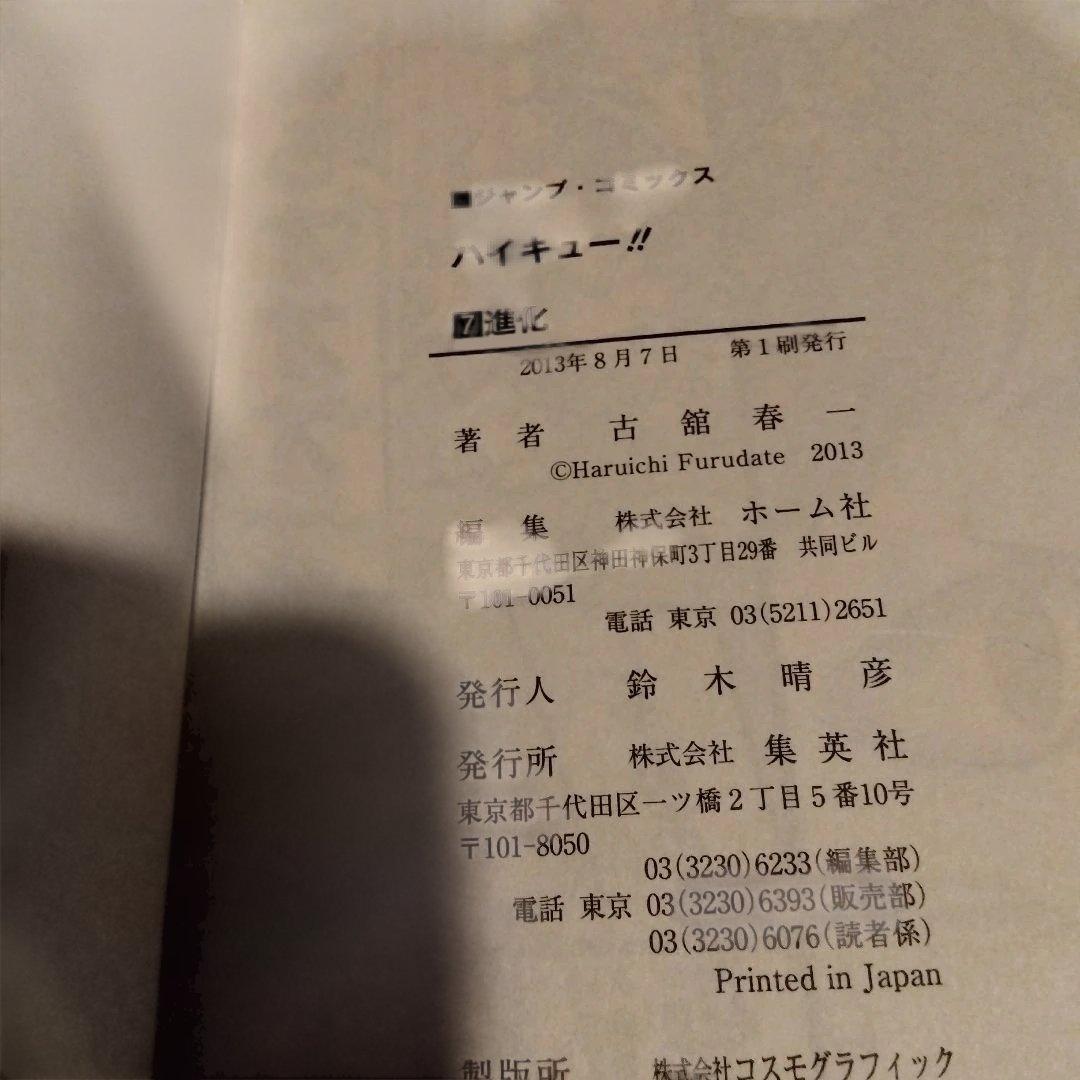 ■ジャンプ・コミックス
ハイキュー!!
7進化
2013年8月7日 第1刷発行
著者 古舘春一
©Haruichi Furudate 2013
編集 株式会社 ホーム社
東京都千代田区神田神保町3丁目29番 共同ビル
〒101-0051
電話 東京 03(5211)2651
発行人 鈴木晴彦
発行所 株式会社 集英社
東京都千代田区一ツ橋2丁目5番10号
〒101-8050
03(3230)6233(編集部)
電話 東京 03(3230)6393(販売部)
03(3230)6076(読者係)
Printed in Japan
製版所 株式会社コスモグラフィック